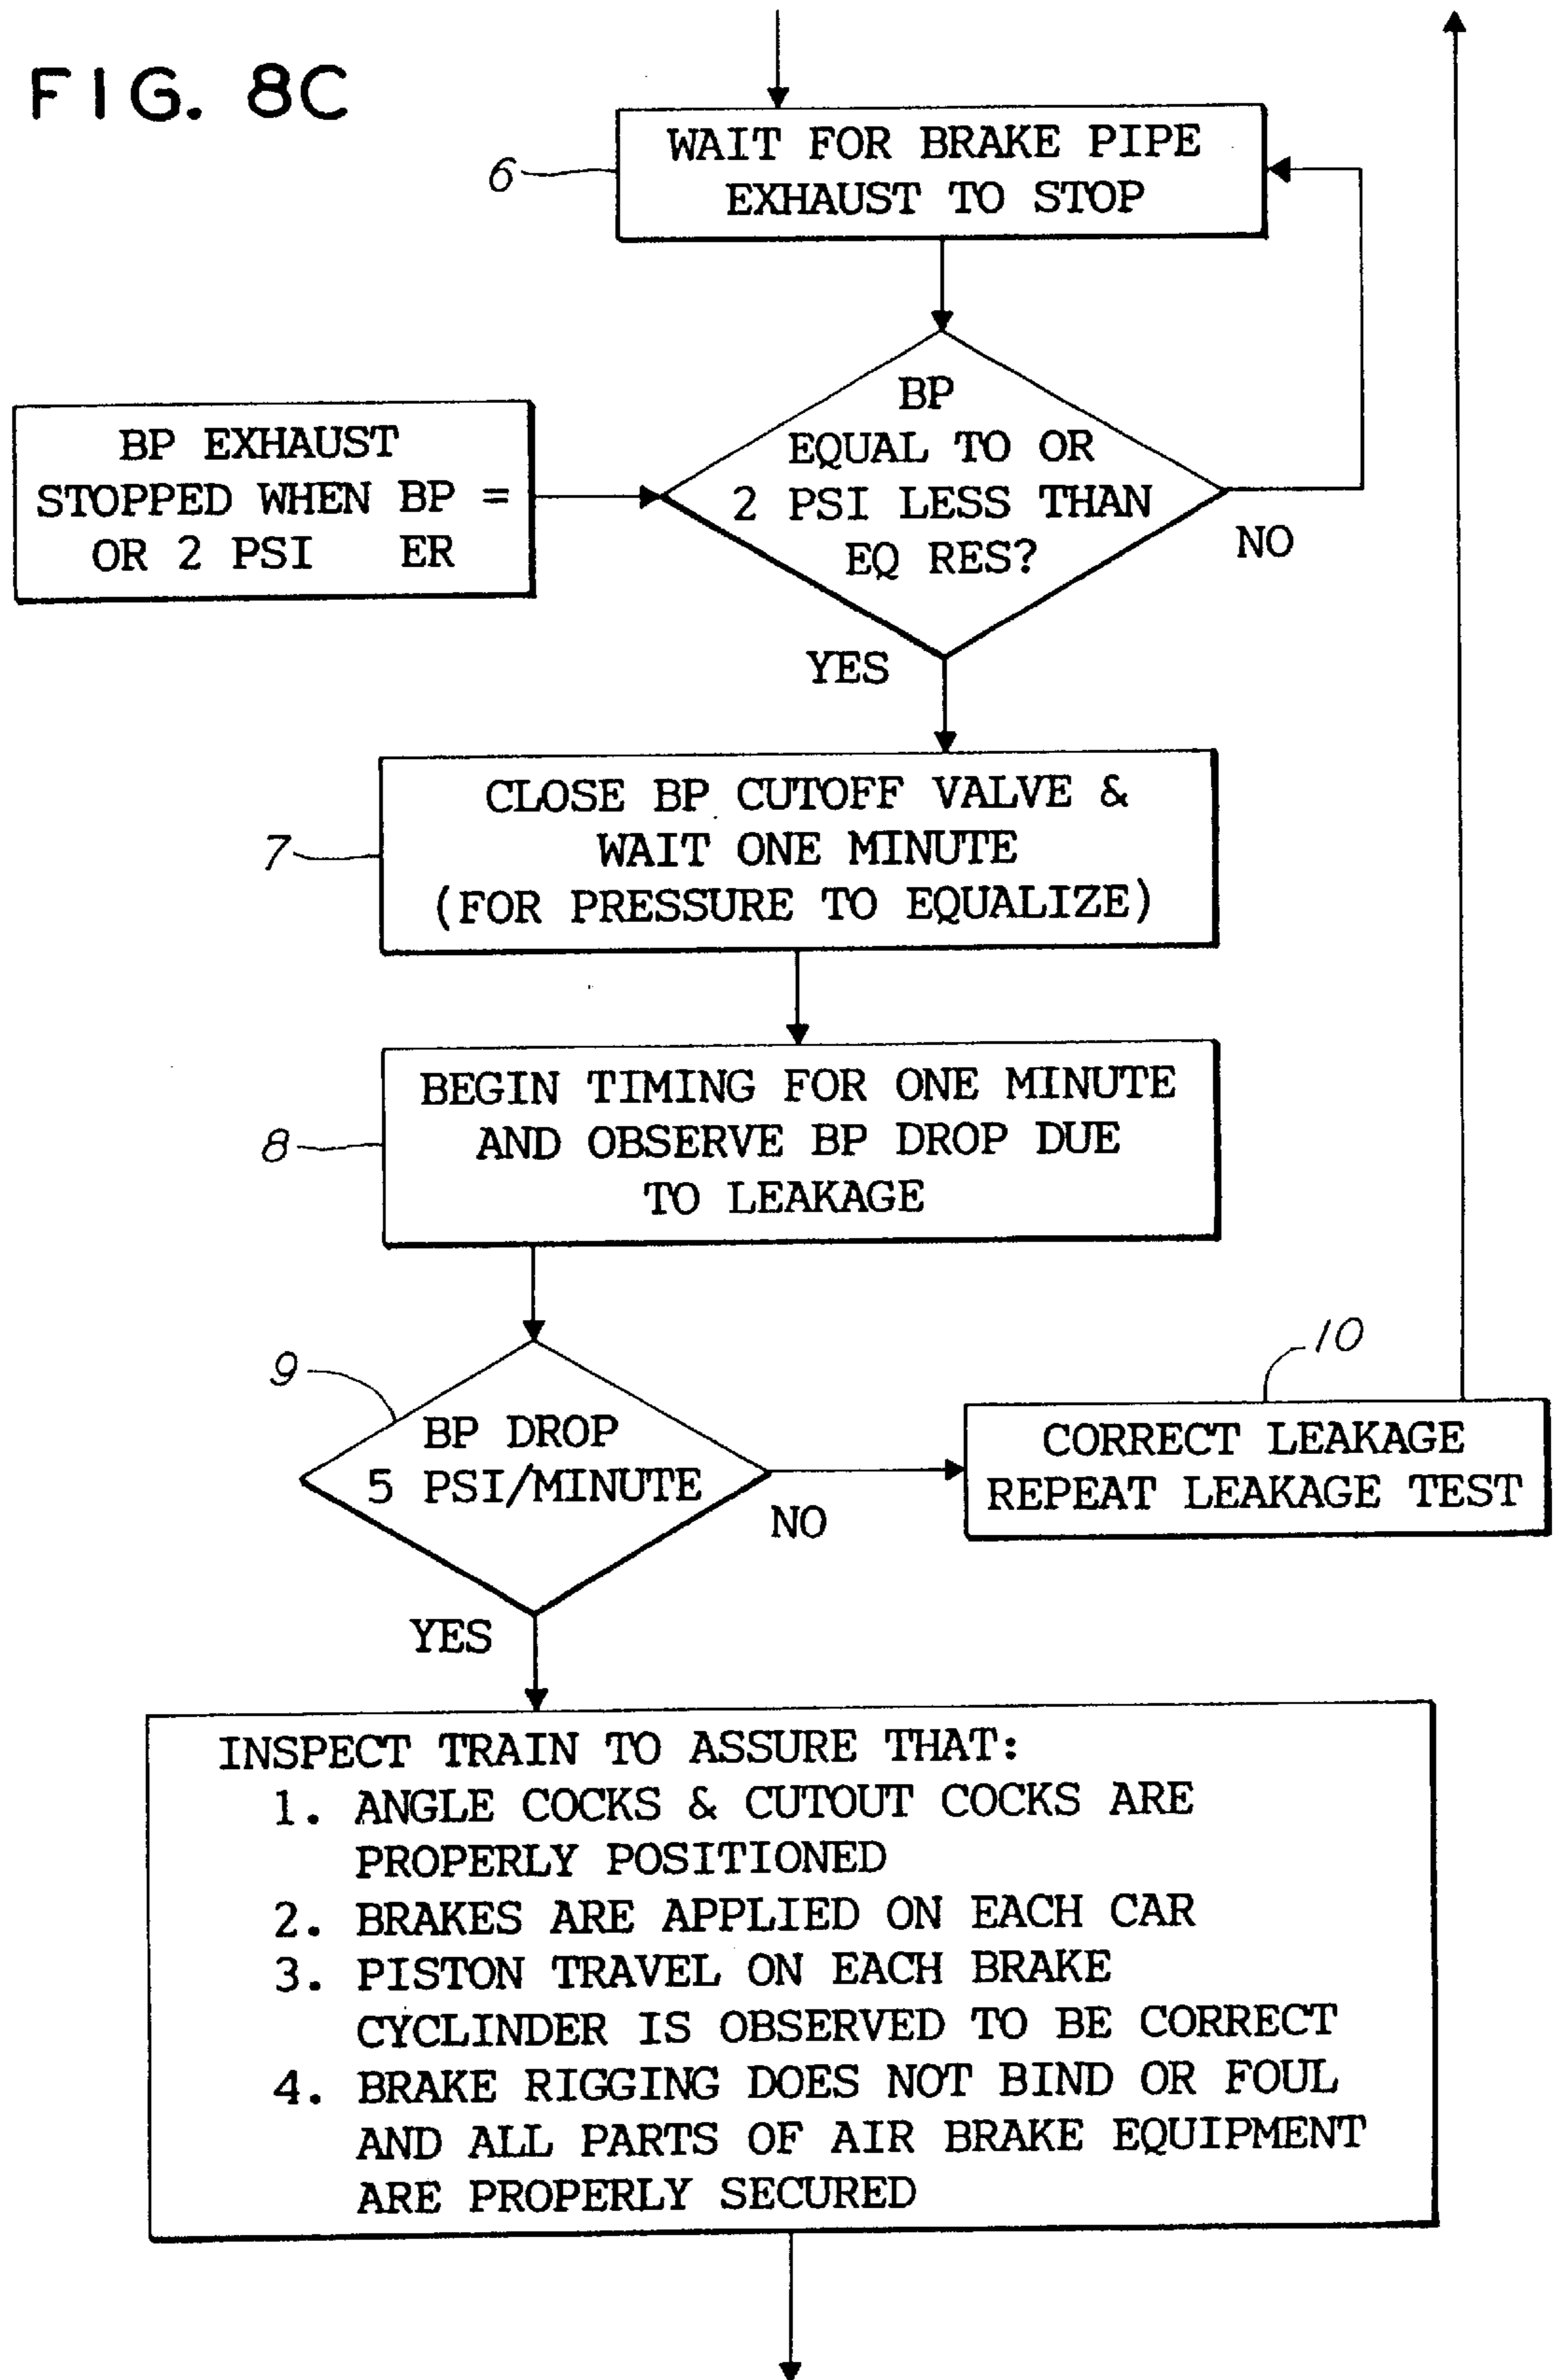 FIG. 8C
WAIT FOR BRAKE PIPE
EXHAUST TO STOP
6
BP EXHAUST
STOPPED WHEN BP =
OR 2 PSI ER
BP
EQUAL TO OR
2 PSI LESS THAN
EQ RES?
NO
YES
CLOSE BP CUTOFF VALVE &
WAIT ONE MINUTE
(FOR PRESSURE TO EQUALIZE)
7
BEGIN TIMING FOR ONE MINUTE
AND OBSERVE BP DROP DUE
TO LEAKAGE
8
9
BP DROP
5 PSI/MINUTE
NO
10
CORRECT LEAKAGE
REPEAT LEAKAGE TEST
YES
INSPECT TRAIN TO ASSURE THAT:
1. ANGLE COCKS & CUTOUT COCKS ARE
PROPERLY POSITIONED
2. BRAKES ARE APPLIED ON EACH CAR
3. PISTON TRAVEL ON EACH BRAKE
CYCLINDER IS OBSERVED TO BE CORRECT
4. BRAKE RIGGING DOES NOT BIND OR FOUL
AND ALL PARTS OF AIR BRAKE EQUIPMENT
ARE PROPERLY SECURED